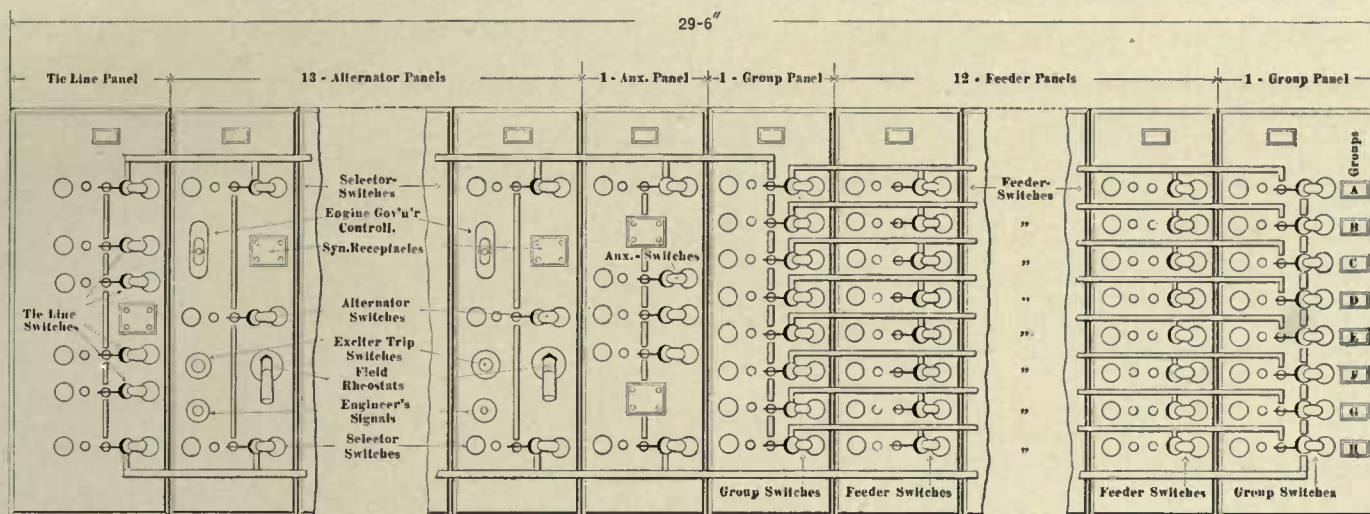 29-6"
Tie Line Panel
13 - Alternator Panels
1 - Aux. Panel
1 - Group Panel
12 - Feeder Panels
1 - Group Panel
Groups
Selector-
Switches
Engine Gov'n'r
Controll.
Syn. Receptacles
Aux. - Switches
Tie Line
Switches
Alternator
Switches
Exciter Trip
Switches
Field
Rheostats
Engineer's
Signals
Selector
Switches
Feeder-
Switches
"
"
"
"
"
"
"
A
B
C
D
E
F
G
H
Group Switches
Feeder Switches
Feeder Switches
Group Switches